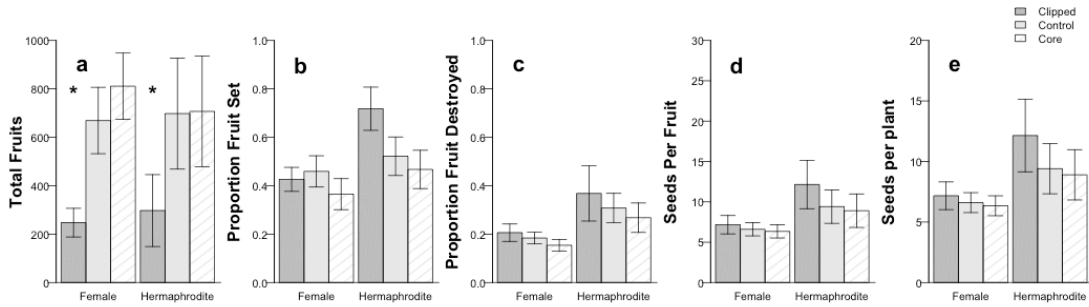 Clipped
Control
Core
a
Total Fruits
1000
800
600
400
200
0
*
*
Female
Hermaphrodite
b
Proportion Fruit Set
1.0
0.8
0.6
0.4
0.2
0.0
Female
Hermaphrodite
c
Proportion Fruit Destroyed
1.0
0.8
0.6
0.4
0.2
0.0
Female
Hermaphrodite
d
Seeds Per Fruit
30
25
20
15
10
5
0
Female
Hermaphrodite
e
Seeds per plant
20
15
10
5
0
Female
Hermaphrodite